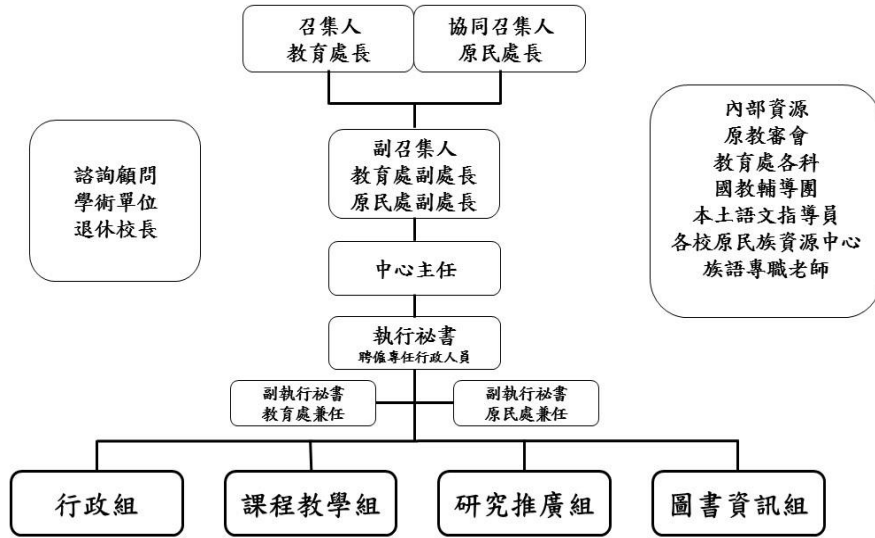 召集人
教育處長
協同召集人
原民處長
諮詢顧問
學術單位
退休校長
副召集人
教育處副處長
原民處副處長
內部資源
原教審會
教育處各科
國教輔導團
本土語文指導員
各校原民族資源中心
族語專職老師
中心主任
執行祕書
聘僱專任行政人員
副執行祕書
教育處兼任
副執行祕書
原民處兼任
行政組
課程教學組
研究推廣組
圖書資訊組